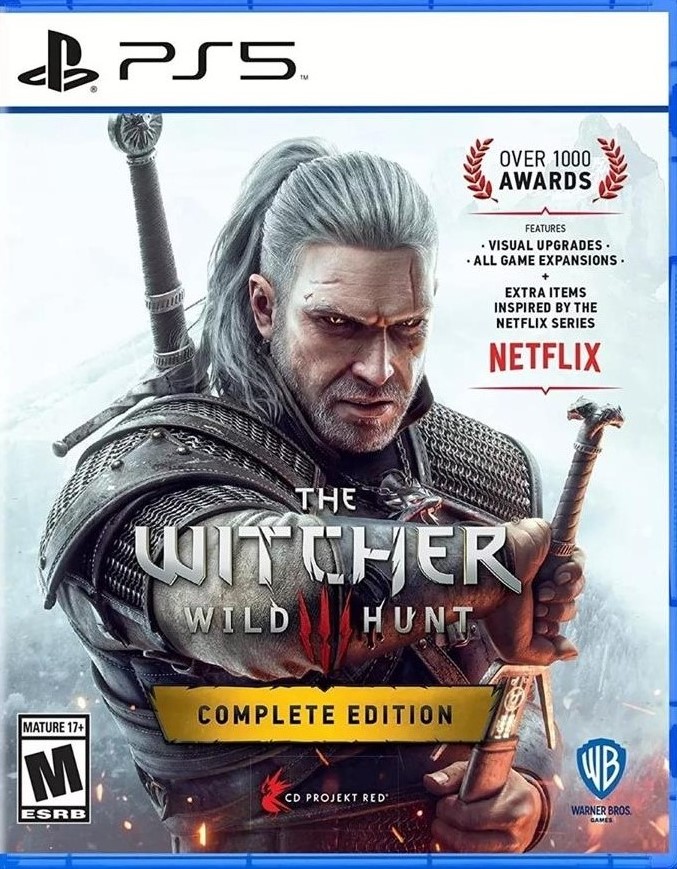 PS5
OVER 1000
AWARDS
FEATURES
· VISUAL UPGRADES ·
· ALL GAME EXPANSIONS ·
+
EXTRA ITEMS
INSPIRED BY THE
NETFLIX SERIES
NETFLIX
THE
WITCHER
WILD III HUNT
COMPLETE EDITION
MATURE 17+
M
ESRB
CD PROJEKT RED®
WB
WARNER BROS.
GAMES